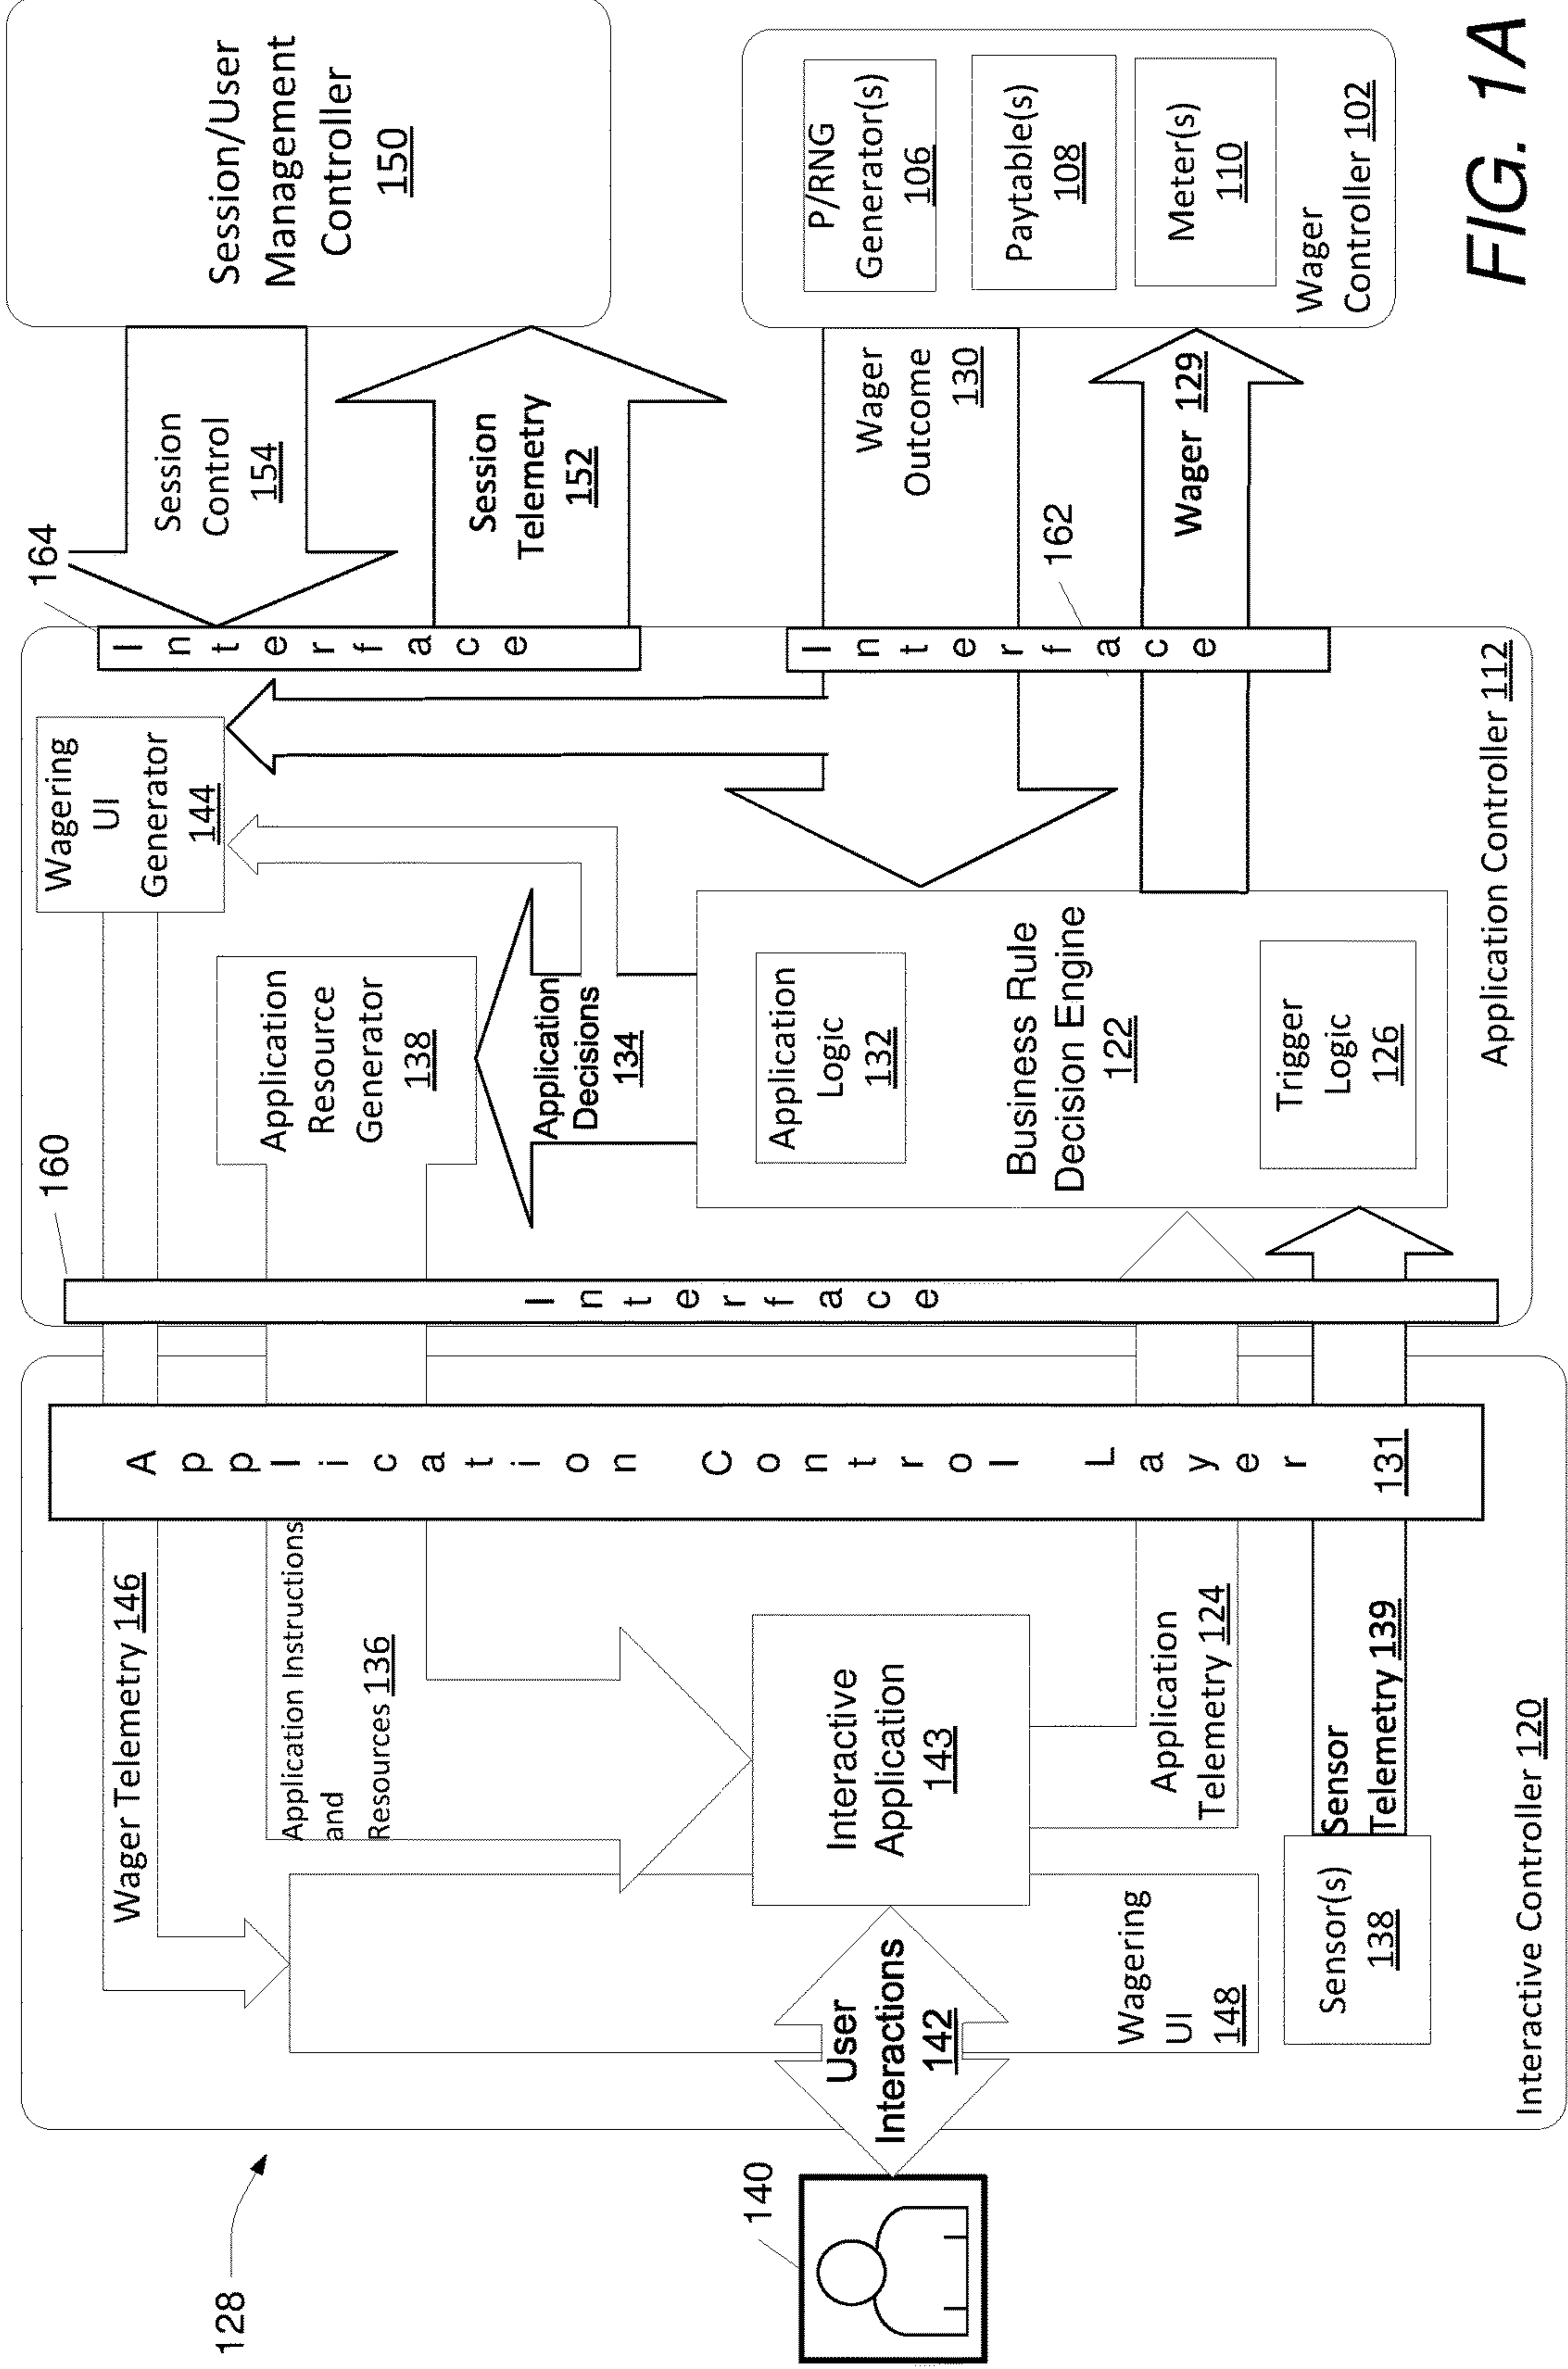 128
140
User
Interactions
142
Wager Telemetry 146
Application Instructions
and
Resources 136
Interactive
Application
143
Application
Telemetry 124
Wagering
UI
148
Sensor(s)
138
Sensor
Telemetry 139
Interactive Controller 120
Application Control Layer
131
160
Interface
Wagering
UI
Generator
144
Application
Resource
Generator
138
Application
Decisions
134
Application
Logic
132
Business Rule
Decision Engine
122
Trigger
Logic
126
Application Controller 112
164
Interface
162
Interface
Session
Control
154
Session
Telemetry
152
Wager
Outcome
130
Wager 129
Session/User
Management
Controller
150
P/RNG
Generator(s)
106
Paytable(s)
108
Meter(s)
110
Wager
Controller 102
FIG. 1A